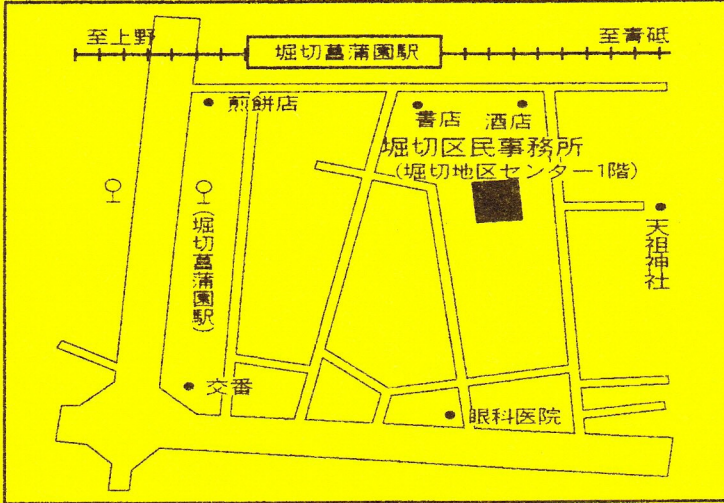 至上野
堀切菖蒲園駅
至青砥
煎餅店
書店
酒店
堀切区民事務所
(堀切地区センター1階)
(堀切菖蒲園駅)
天祖神社
交番
眼科医院